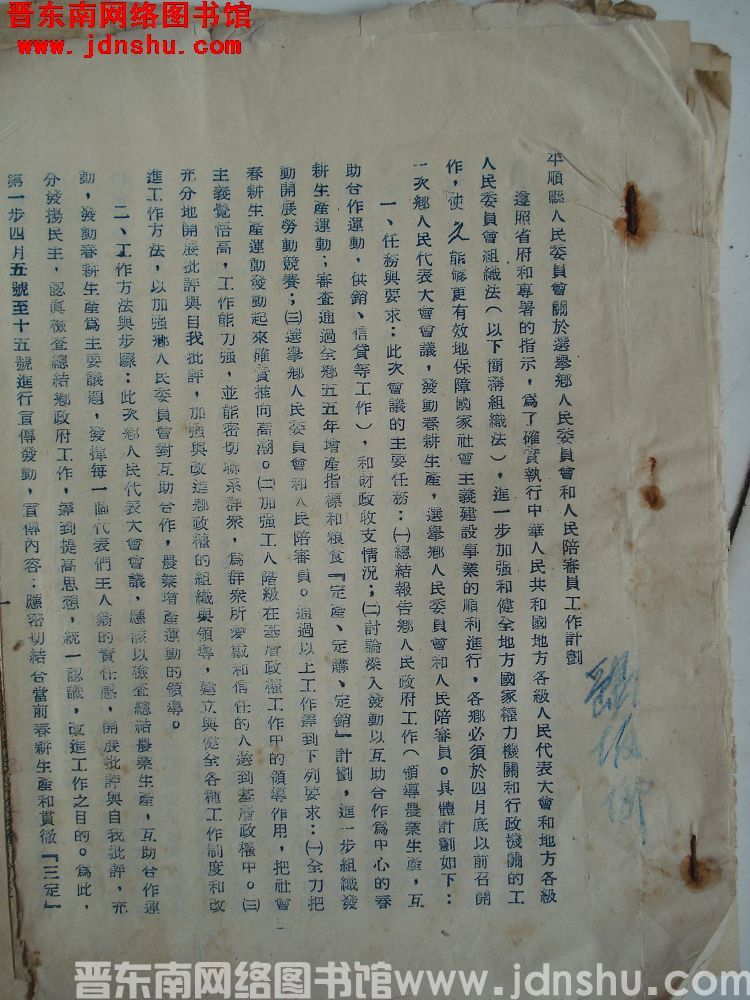 晋东南网络图书馆
www.jdnshu.com
平順縣人民委員會關於選舉鄉人民委員會和人民陪審員工作計劃
遵照省府和專署的指示，為了確實執行中華人民共和國地方各級人民代表大會和地方各級
人民委員會組織法（以下簡稱組織法），進一步加强和健全地方國家權力機關和行政機關的工
作，使之能够更有效地保障國家社會主義建設事業的順利進行，各鄉必須於四月底以前召開
一次鄉人民代表大會會議，發動春耕生產，選舉鄉人民委員會和人民陪審員。具體計劃如下：
一、任務與要求：此次會議的主要任務：㈠總結報告鄉人民政府工作（領導農業生產，互
助合作運動，供銷、信貸等工作），和財政收支情況；㈡討論深入發動以互助合作為中心的春
耕生產運動；審查通過全鄉五五年增產指標和粮食『定產、定購、定銷』計劃，進一步組織發
動開展勞動競賽；㈢選舉鄉人民委員會和人民陪審員。通過以上工作達到下列要求：㈠全力把
春耕生產運動發動起來確實推向高潮。㈡加强工人階級在基層政權工作中的領導作用，把社會
主義覺悟高，工作能力强，並能密切聯系群衆，為群衆所愛戴和信任的人選到基層政權中。㈢
充分地開展批評與自我批評，加强與改進鄉政權的組織與領導，建立與健全各種工作制度和改
進工作方法，以加强鄉人民委員會對互助合作，農業增產運動的領導。
二、工作方法與步驟：此次鄉人民代表大會會議，應該以檢查總結農業生產，互助合作運
動，發動春耕生產為主要議題，發揮每一個代表們主人翁的責任感，開展批評與自我批評，充
分發揚民主，認真檢查總結鄉政府工作，達到提高思想，統一認識，改進工作之目的。為此，
第一步四月五號至十五號進行宣傳發動，宣傳內容；應密切結合當前春耕生產和貫徹『三定』
晋东南网络图书馆www.jdnshu.com